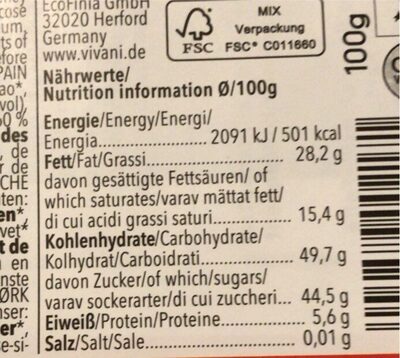 EcoFinia GmbH
32020 Herford
Germany
www.vivani.de
FSC
MIX
Verpackung
FSC® C011660
100g
Nährwerte/
Nutrition information Ø/100g
Energie/Energy/Energi/
Energia 2091 kJ / 501 kcal
Fett/Fat/Grassi 28,2 g
davon gesättigte Fettsäuren/ of
which saturates/varav mättat fett/
di cui acidi grassi saturi 15,4 g
Kohlenhydrate/Carbohydrate/
Kolhydrat/Carboidrati 49,7 g
davon Zucker/of which/sugars/
varav sockerarter/di cui zuccheri... 44,5 g
Eiweiß/Protein/Proteine 5,6 g
Salz/Salt/Sale 0,01 g